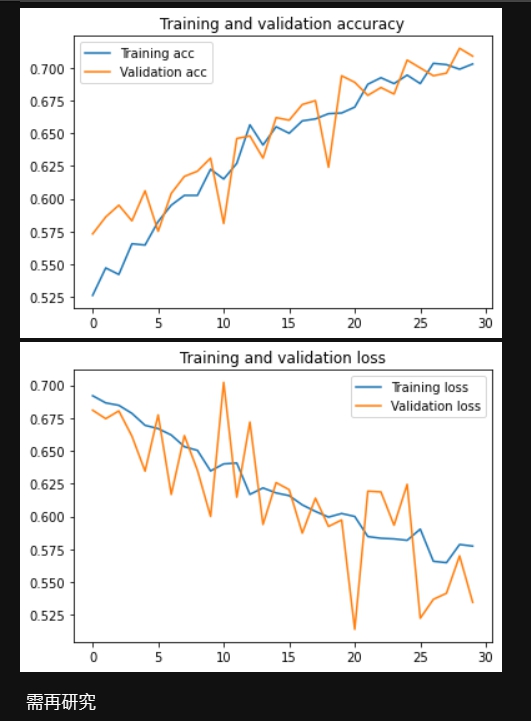 Training and validation accuracy
Training acc
Validation acc
0.700
0.675
0.650
0.625
0.600
0.575
0.550
0.525
0 5 10 15 20 25 30
Training and validation loss
Training loss
Validation loss
0.700
0.675
0.650
0.625
0.600
0.575
0.550
0.525
0 5 10 15 20 25 30
需再研究